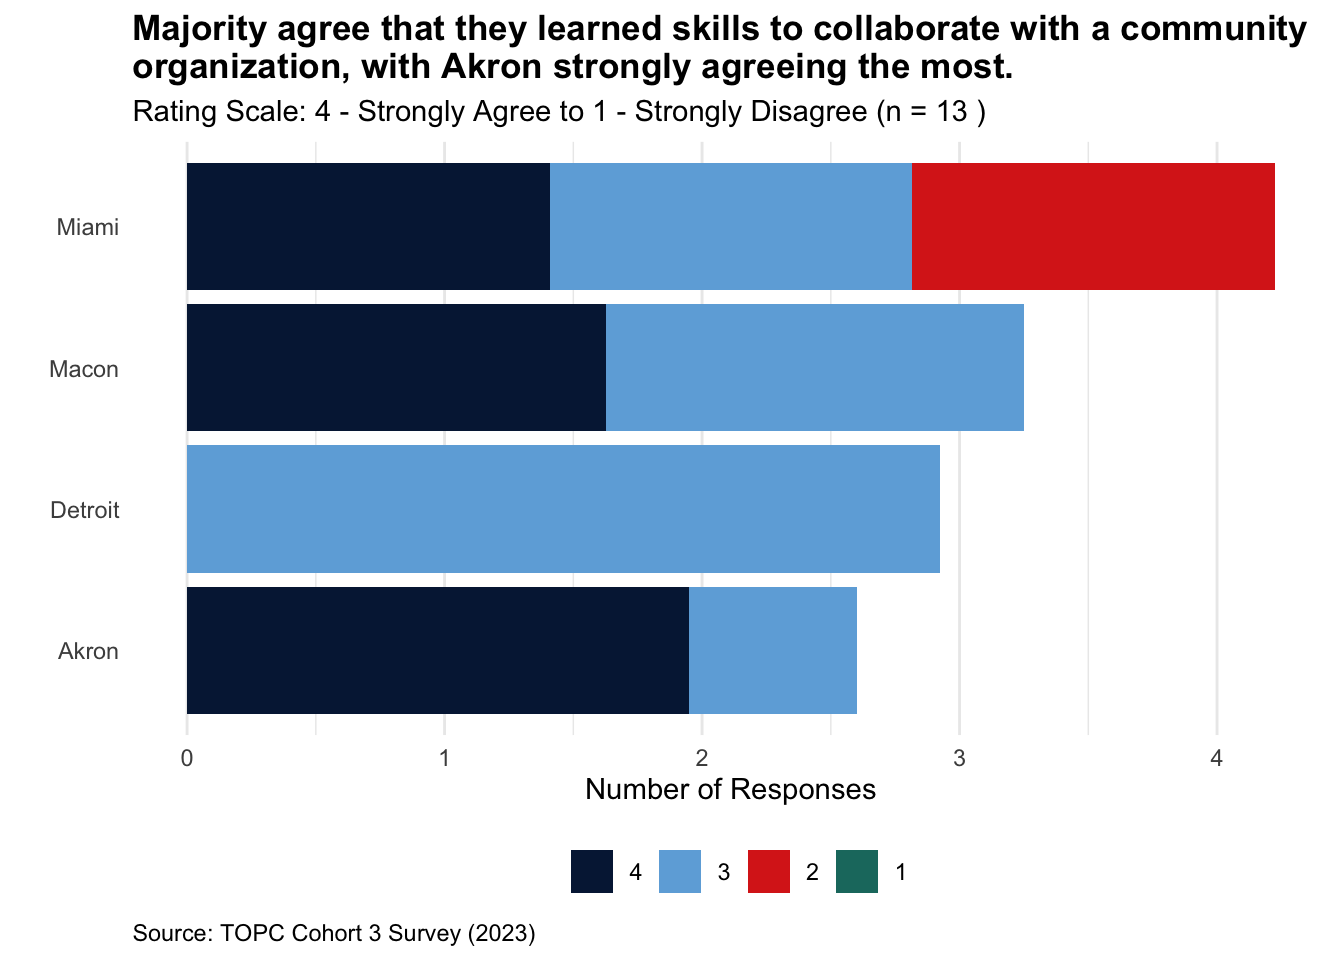 Majority agree that they learned skills to collaborate with a community
organization, with Akron strongly agreeing the most.
Rating Scale: 4 - Strongly Agree to 1 - Strongly Disagree (n = 13 )
Miami
Macon
Detroit
Akron
0 1 2 3 4
Number of Responses
4 3 2 1
Source: TOPC Cohort 3 Survey (2023)